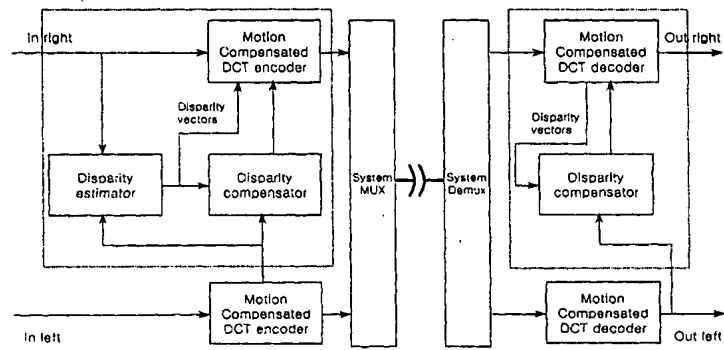 In right
Motion
Compensated
DCT encoder
Disparity
vectors
Disparity
estimator
Disparity
compensator
System
MUX
System
Demux
Motion
Compensated
DCT decoder
Out right
Disparity
vectors
Disparity
compensator
In left
Motion
Compensated
DCT encoder
Motion
Compensated
DCT decoder
Out left